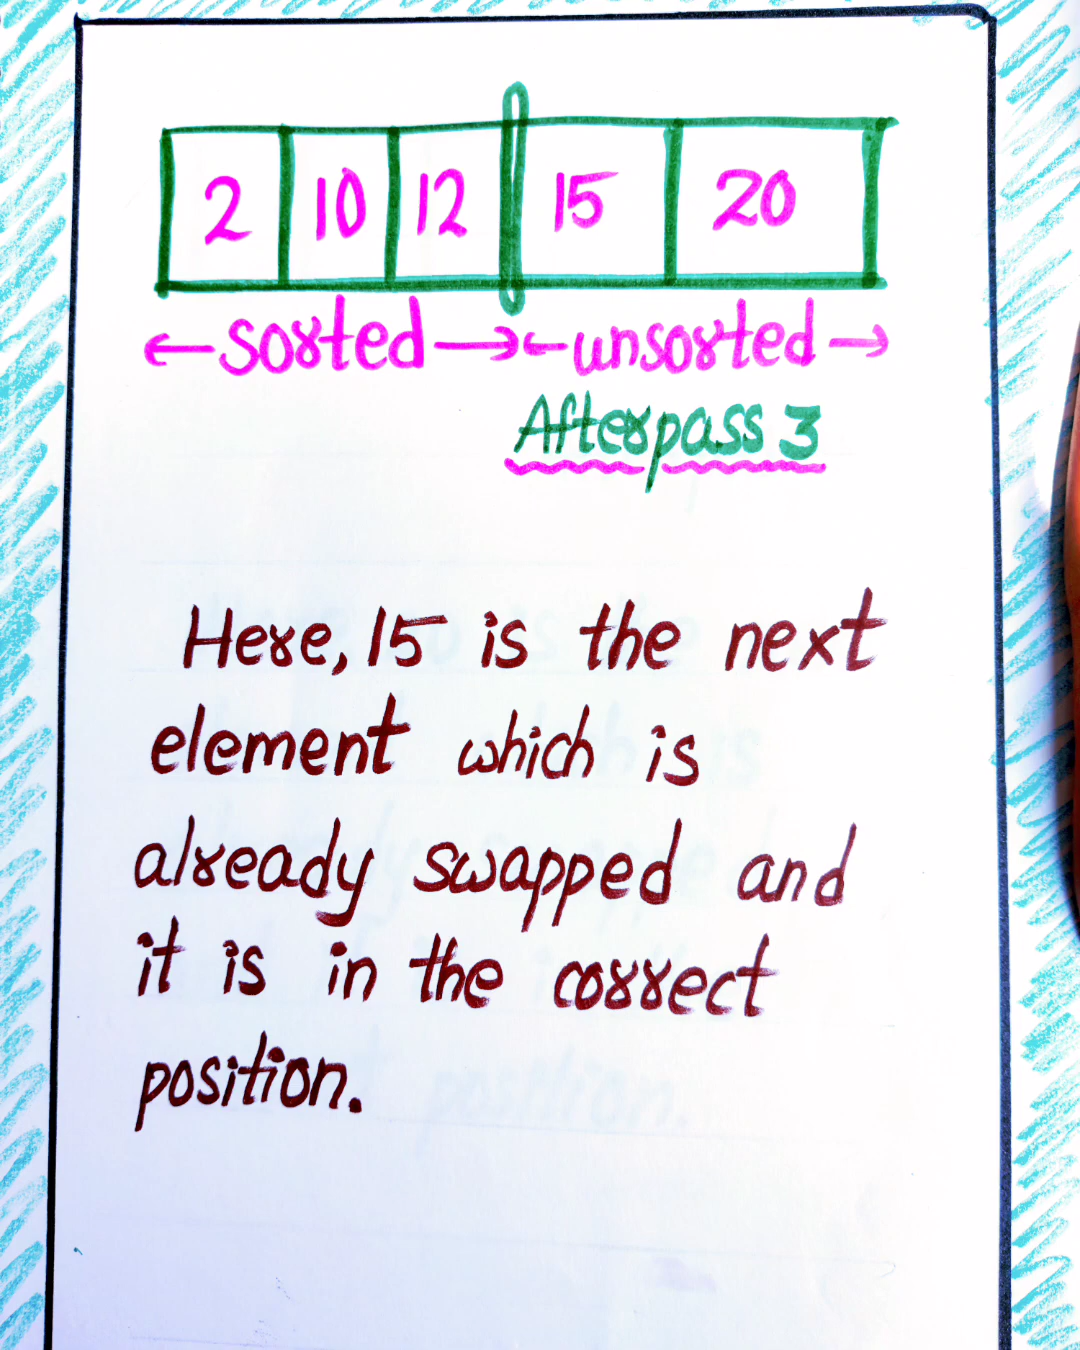 2 10 12 15 20
← sorted → ← unsorted →
After pass 3
Here, 15 is the next
element which is
already swapped and
it is in the correct
position.